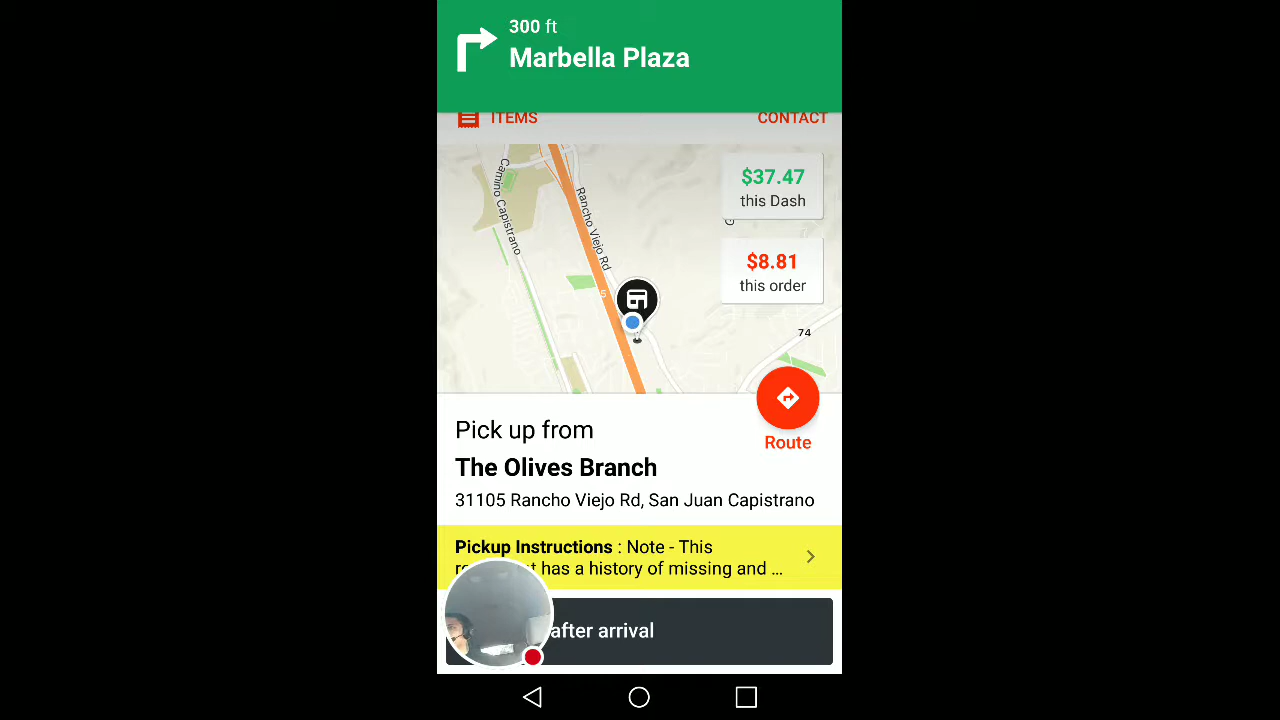 300 ft
Marbella Plaza
ITEMS
CONTACT
Camino Capistrano
Rancho Viejo Rd
5
74
$37.47
this Dash
$8.81
this order
Route
Pick up from
The Olives Branch
31105 Rancho Viejo Rd, San Juan Capistrano
Pickup Instructions : Note - This
has a history of missing and ...
after arrival